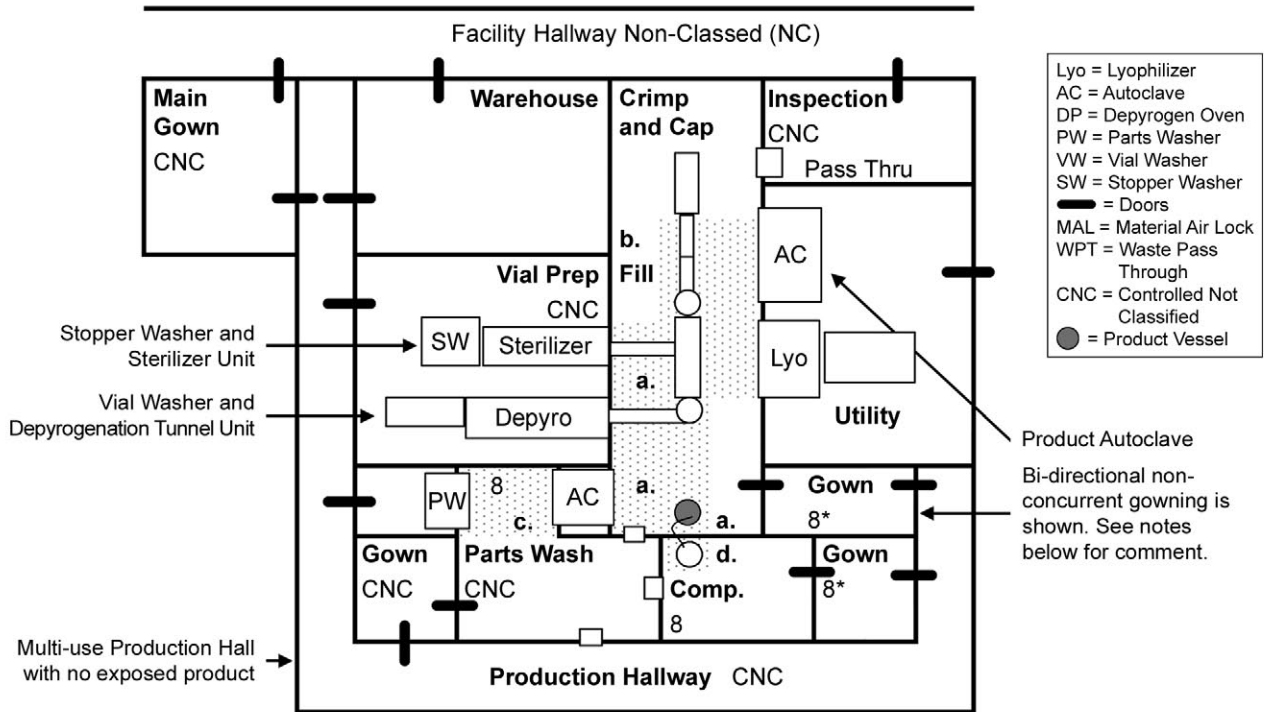 Facility Hallway Non-Classed (NC)
Main
Gown
CNC
Warehouse
Crimp
and Cap
Inspection
CNC
Pass Thru
b.
Fill
AC
Vial Prep
CNC
SW
Sterilizer
a.
Lyo
Depyro
Utility
PW
8
c.
AC
a.
a.
Gown
8*
Gown
CNC
Parts Wash
CNC
d.
Comp.
8
Gown
8*
Production Hallway CNC
Stopper Washer and
Sterilizer Unit
Vial Washer and
Depyrogenation Tunnel Unit
Multi-use Production Hall
with no exposed product
Lyo = Lyophilizer
AC = Autoclave
DP = Depyrogen Oven
PW = Parts Washer
VW = Vial Washer
SW = Stopper Washer
= Doors
MAL = Material Air Lock
WPT = Waste Pass
Through
CNC = Controlled Not
Classified
= Product Vessel
Product Autoclave
Bi-directional non-
concurrent gowning is
shown. See notes
below for comment.